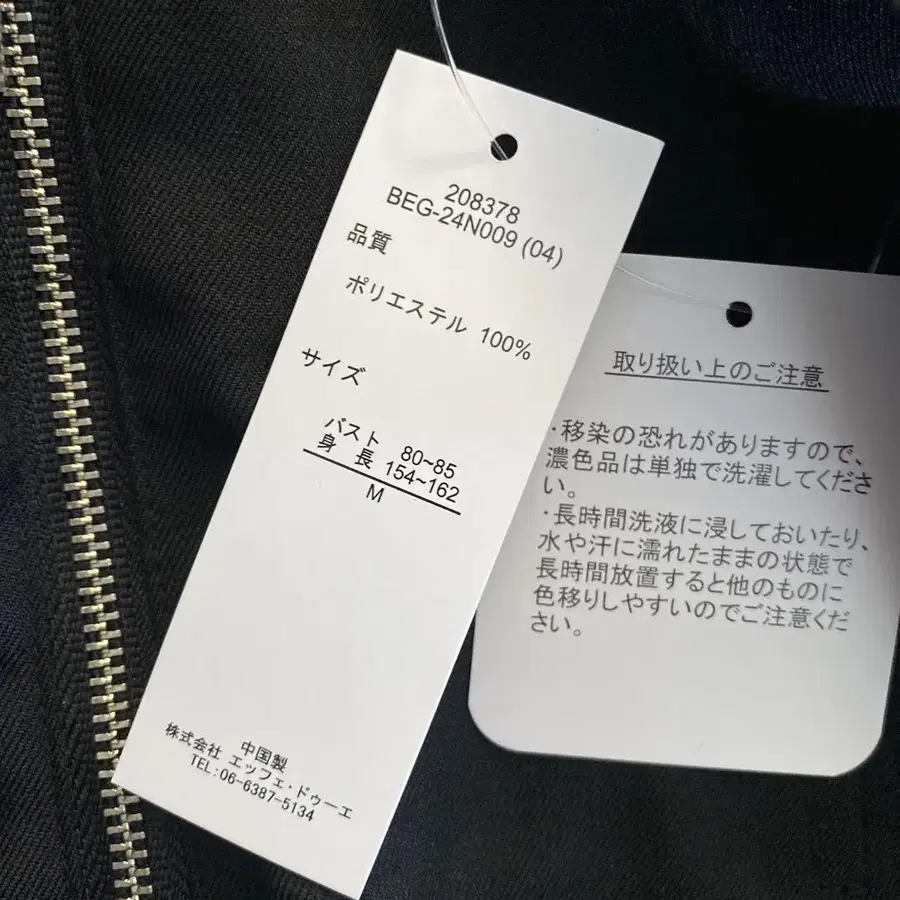 208378
BEG-24N009 (04)
品質
ポリエステル 100%
サイズ
バスト 80~85
身 長 154~162
M
中国製
株式会社 エッフェ・ドゥーエ
TEL:06-6387-5134
取り扱い上のご注意
・移染の恐れがありますので、
濃色品は単独で洗濯してくださ
い。
・長時間洗液に浸しておいたり、
水や汗に濡れたままの状態で
長時間放置すると他のものに
色移りしやすいのでご注意くだ
さい。